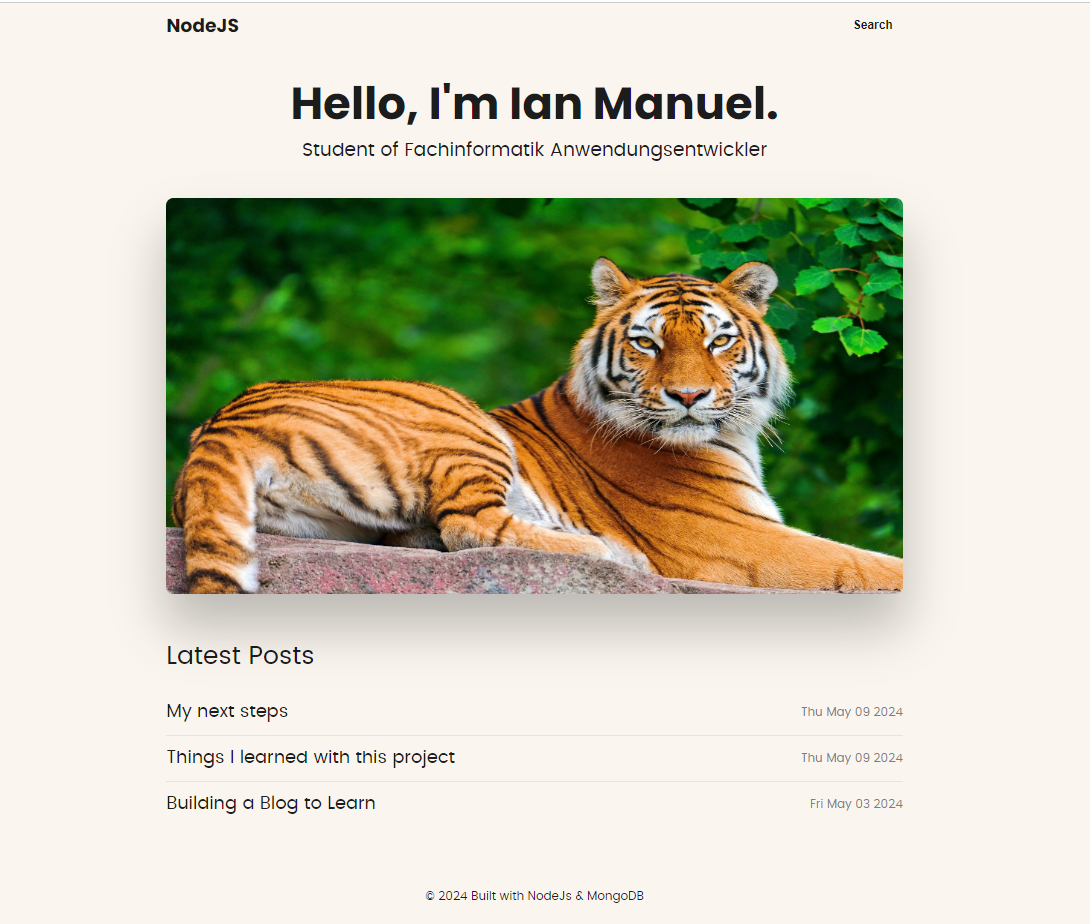 NodeJS
Search
Hello, I'm Ian Manuel.
Student of Fachinformatik Anwendungsentwickler
Latest Posts
My next steps
Thu May 09 2024
Things I learned with this project
Thu May 09 2024
Building a Blog to Learn
Fri May 03 2024
© 2024 Built with NodeJs & MongoDB